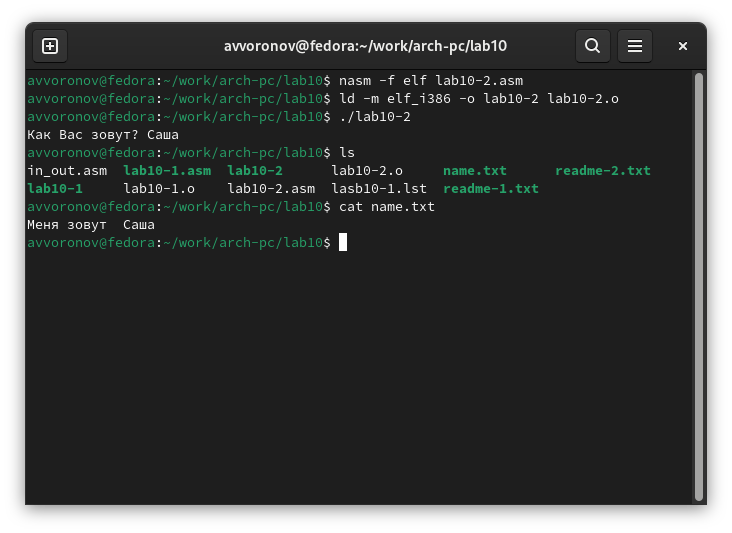 avvoronov@fedora:~/work/arch-pc/lab10
avvoronov@fedora:~/work/arch-pc/lab10$ nasm -f elf lab10-2.asm
avvoronov@fedora:~/work/arch-pc/lab10$ ld -m elf_i386 -o lab10-2 lab10-2.o
avvoronov@fedora:~/work/arch-pc/lab10$ ./lab10-2
Как Вас зовут? Саша
avvoronov@fedora:~/work/arch-pc/lab10$ ls
in_out.asm  lab10-1.asm  lab10-2      lab10-2.o     name.txt      readme-2.txt
lab10-1     lab10-1.o    lab10-2.asm  lasb10-1.lst  readme-1.txt
avvoronov@fedora:~/work/arch-pc/lab10$ cat name.txt
Меня зовут  Саша
avvoronov@fedora:~/work/arch-pc/lab10$